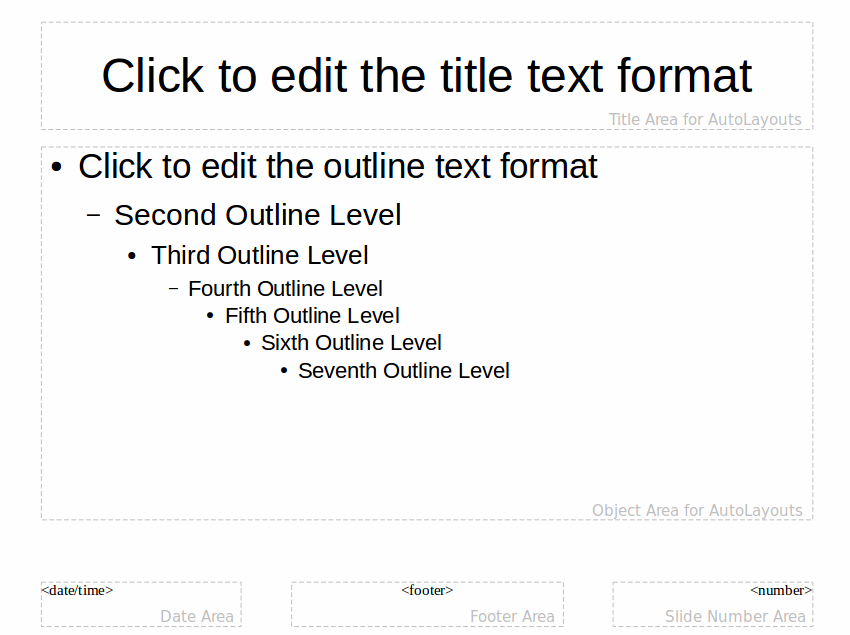 Click to edit the title text format
Title Area for AutoLayouts
• Click to edit the outline text format
– Second Outline Level
• Third Outline Level
– Fourth Outline Level
• Fifth Outline Level
• Sixth Outline Level
• Seventh Outline Level
Object Area for AutoLayouts
<date/time>
Date Area
<footer>
Footer Area
<number>
Slide Number Area